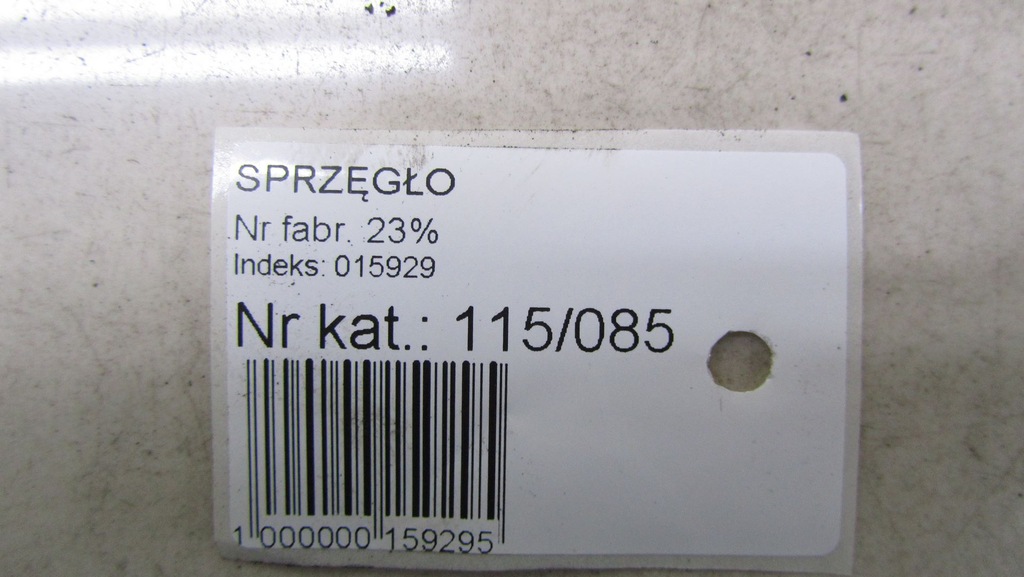 SPRZĘGŁO
Nr fabr. 23%
Indeks: 015929
Nr kat.: 115/085
1 000000 159295